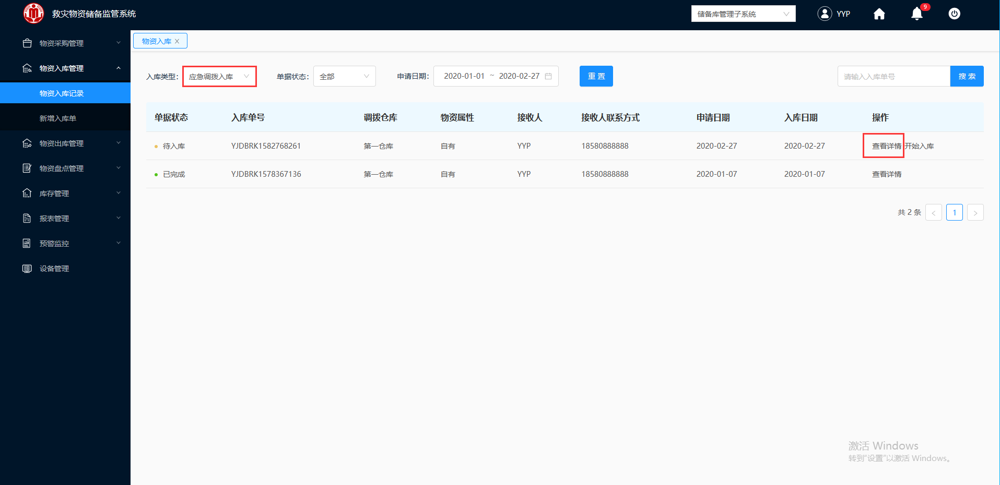 救灾物资储备监管系统
储备库管理子系统
YYP
9
物资采购管理
物资入库管理
物资入库记录
新增入库单
物资出库管理
物资盘点管理
库存管理
报表管理
预警监控
设备管理
物资入库
入库类型： 应急调拨入库 单据状态： 全部 申请日期： 2020-01-01 ~ 2020-02-27 重 置 请输入入库单号 搜 索
单据状态 入库单号 调拨仓库 物资属性 接收人 接收人联系方式 申请日期 入库日期 操作
待入库 YJDBRK1582768261 第一仓库 自有 YYP 18580888888 2020-02-27 2020-02-27 查看详情 开始入库
已完成 YJDBRK1578367136 第一仓库 自有 YYP 18580888888 2020-01-07 2020-01-07 查看详情
共 2 条 < 1 >
激活 Windows
转到“设置”以激活 Windows。